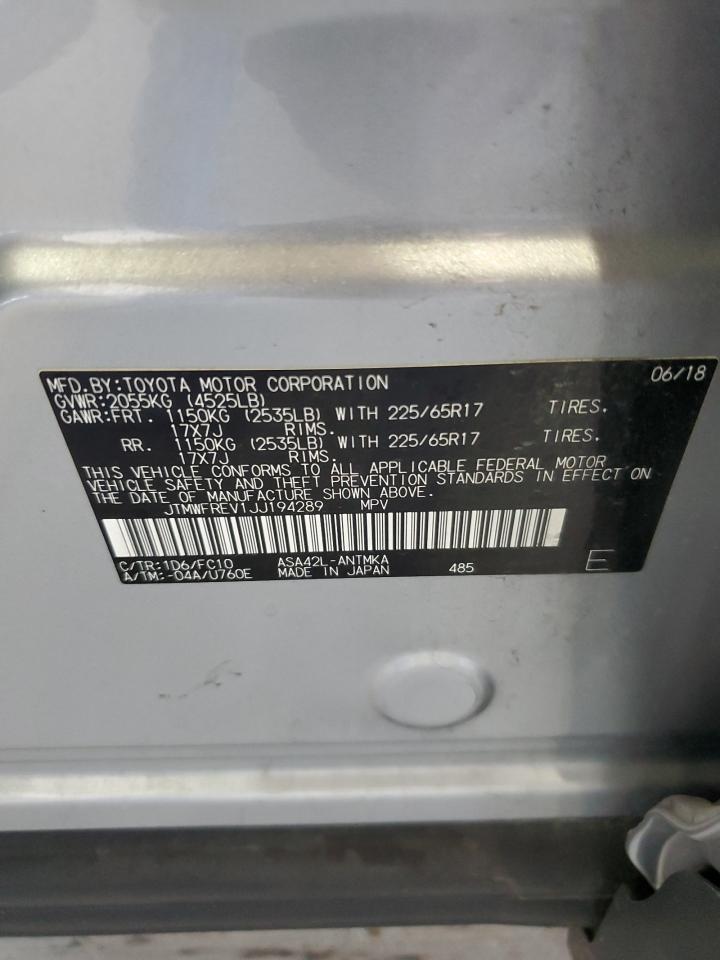 MFD.BY:TOYOTA MOTOR CORPORATION 06/18
GVWR:2055KG (4525LB)
GAWR:FRT. 1150KG (2535LB) WITH 225/65R17 TIRES.
17X7J RIMS.
RR. 1150KG (2535LB) WITH 225/65R17 TIRES.
17X7J RIMS.
THIS VEHICLE CONFORMS TO ALL APPLICABLE FEDERAL MOTOR
VEHICLE SAFETY AND THEFT PREVENTION STANDARDS IN EFFECT ON
THE DATE OF MANUFACTURE SHOWN ABOVE.
JTMWFREV1JJ194289 MPV
C/TR:1D6/FC10 ASA42L-ANTMKA
A/TM:-04A/U760E MADE IN JAPAN 485 E